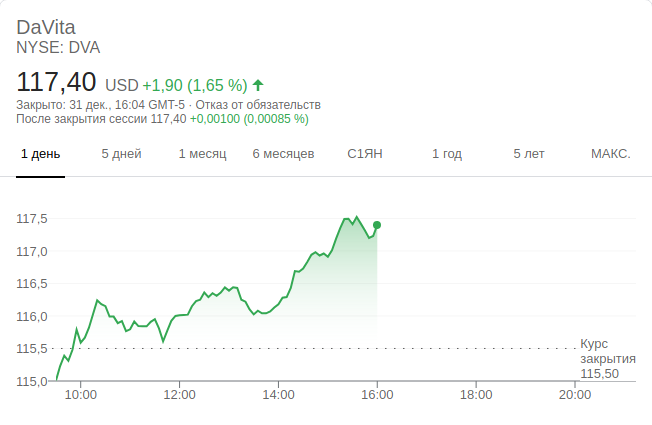 DaVita
NYSE: DVA
117,40 USD +1,90 (1,65 %)
Закрыто: 31 дек., 16:04 GMT-5 · Отказ от обязательств
После закрытия сессии 117,40 +0,00100 (0,00085 %)
1 день 5 дней 1 месяц 6 месяцев С1ЯН 1 год 5 лет МАКС.
117,5
117,0
116,5
116,0
115,5
115,0
Курс
закрытия
115,50
10:00 12:00 14:00 16:00 18:00 20:00